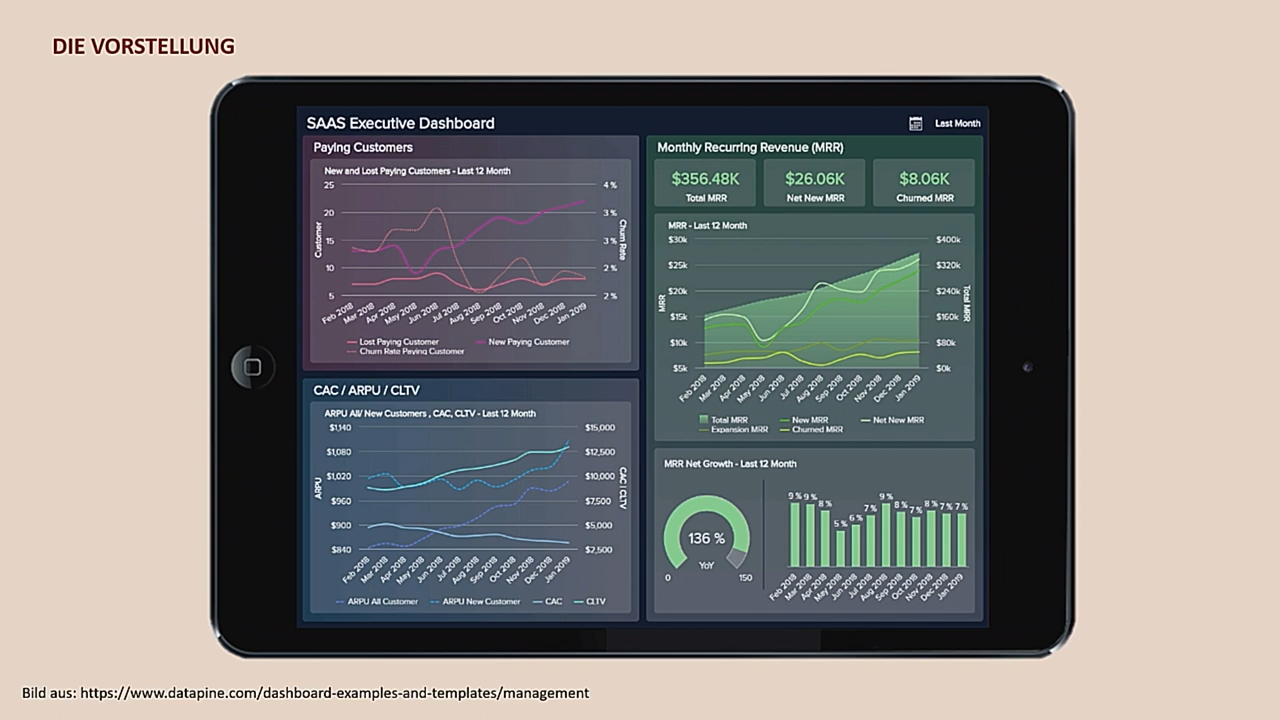 DIE VORSTELLUNG
SAAS Executive Dashboard
Last Month
Paying Customers
New and Lost Paying Customers - Last 12 Month
25
20
15
10
5
4 %
3 %
3 %
2 %
2 %
Customer
Churn Rate
Feb 2018
Mar 2018
Apr 2018
May 2018
Jun 2018
Jul 2018
Aug 2018
Sep 2018
Oct 2018
Nov 2018
Dec 2018
Jan 2019
Lost Paying Customer
New Paying Customer
Churn Rate Paying Customer
CAC / ARPU / CLTV
ARPU All/ New Customers , CAC, CLTV - Last 12 Month
$1,140
$1,080
$1,020
$960
$900
$840
$15,000
$12,500
$10,000
$7,500
$5,000
$2,500
ARPU
CAC | CLTV
Feb 2018
Mar 2018
Apr 2018
May 2018
Jun 2018
Jul 2018
Aug 2018
Sep 2018
Oct 2018
Nov 2018
Dec 2018
Jan 2019
ARPU All Customer
ARPU New Customer
CAC
CLTV
Monthly Recurring Revenue (MRR)
$356.48K
Total MRR
$26.06K
Net New MRR
$8.06K
Churned MRR
MRR - Last 12 Month
$30k
$25k
$20k
$15k
$10k
$5k
$400k
$320k
$240k
$160k
$80k
$0k
MRR
Total MRR
Feb 2018
Mar 2018
Apr 2018
May 2018
Jun 2018
Jul 2018
Aug 2018
Sep 2018
Oct 2018
Nov 2018
Dec 2018
Jan 2019
Total MRR
New MRR
Net New MRR
Expansion MRR
Churned MRR
MRR Net Growth - Last 12 Month
136 %
YoY
0
150
9 %
9 %
8 %
5 %
6 %
7 %
9 %
8 %
7 %
8 %
7 %
7 %
Feb 2018
Mar 2018
Apr 2018
May 2018
Jun 2018
Jul 2018
Aug 2018
Sep 2018
Oct 2018
Nov 2018
Dec 2018
Jan 2019
Bild aus: https://www.datapine.com/dashboard-examples-and-templates/management